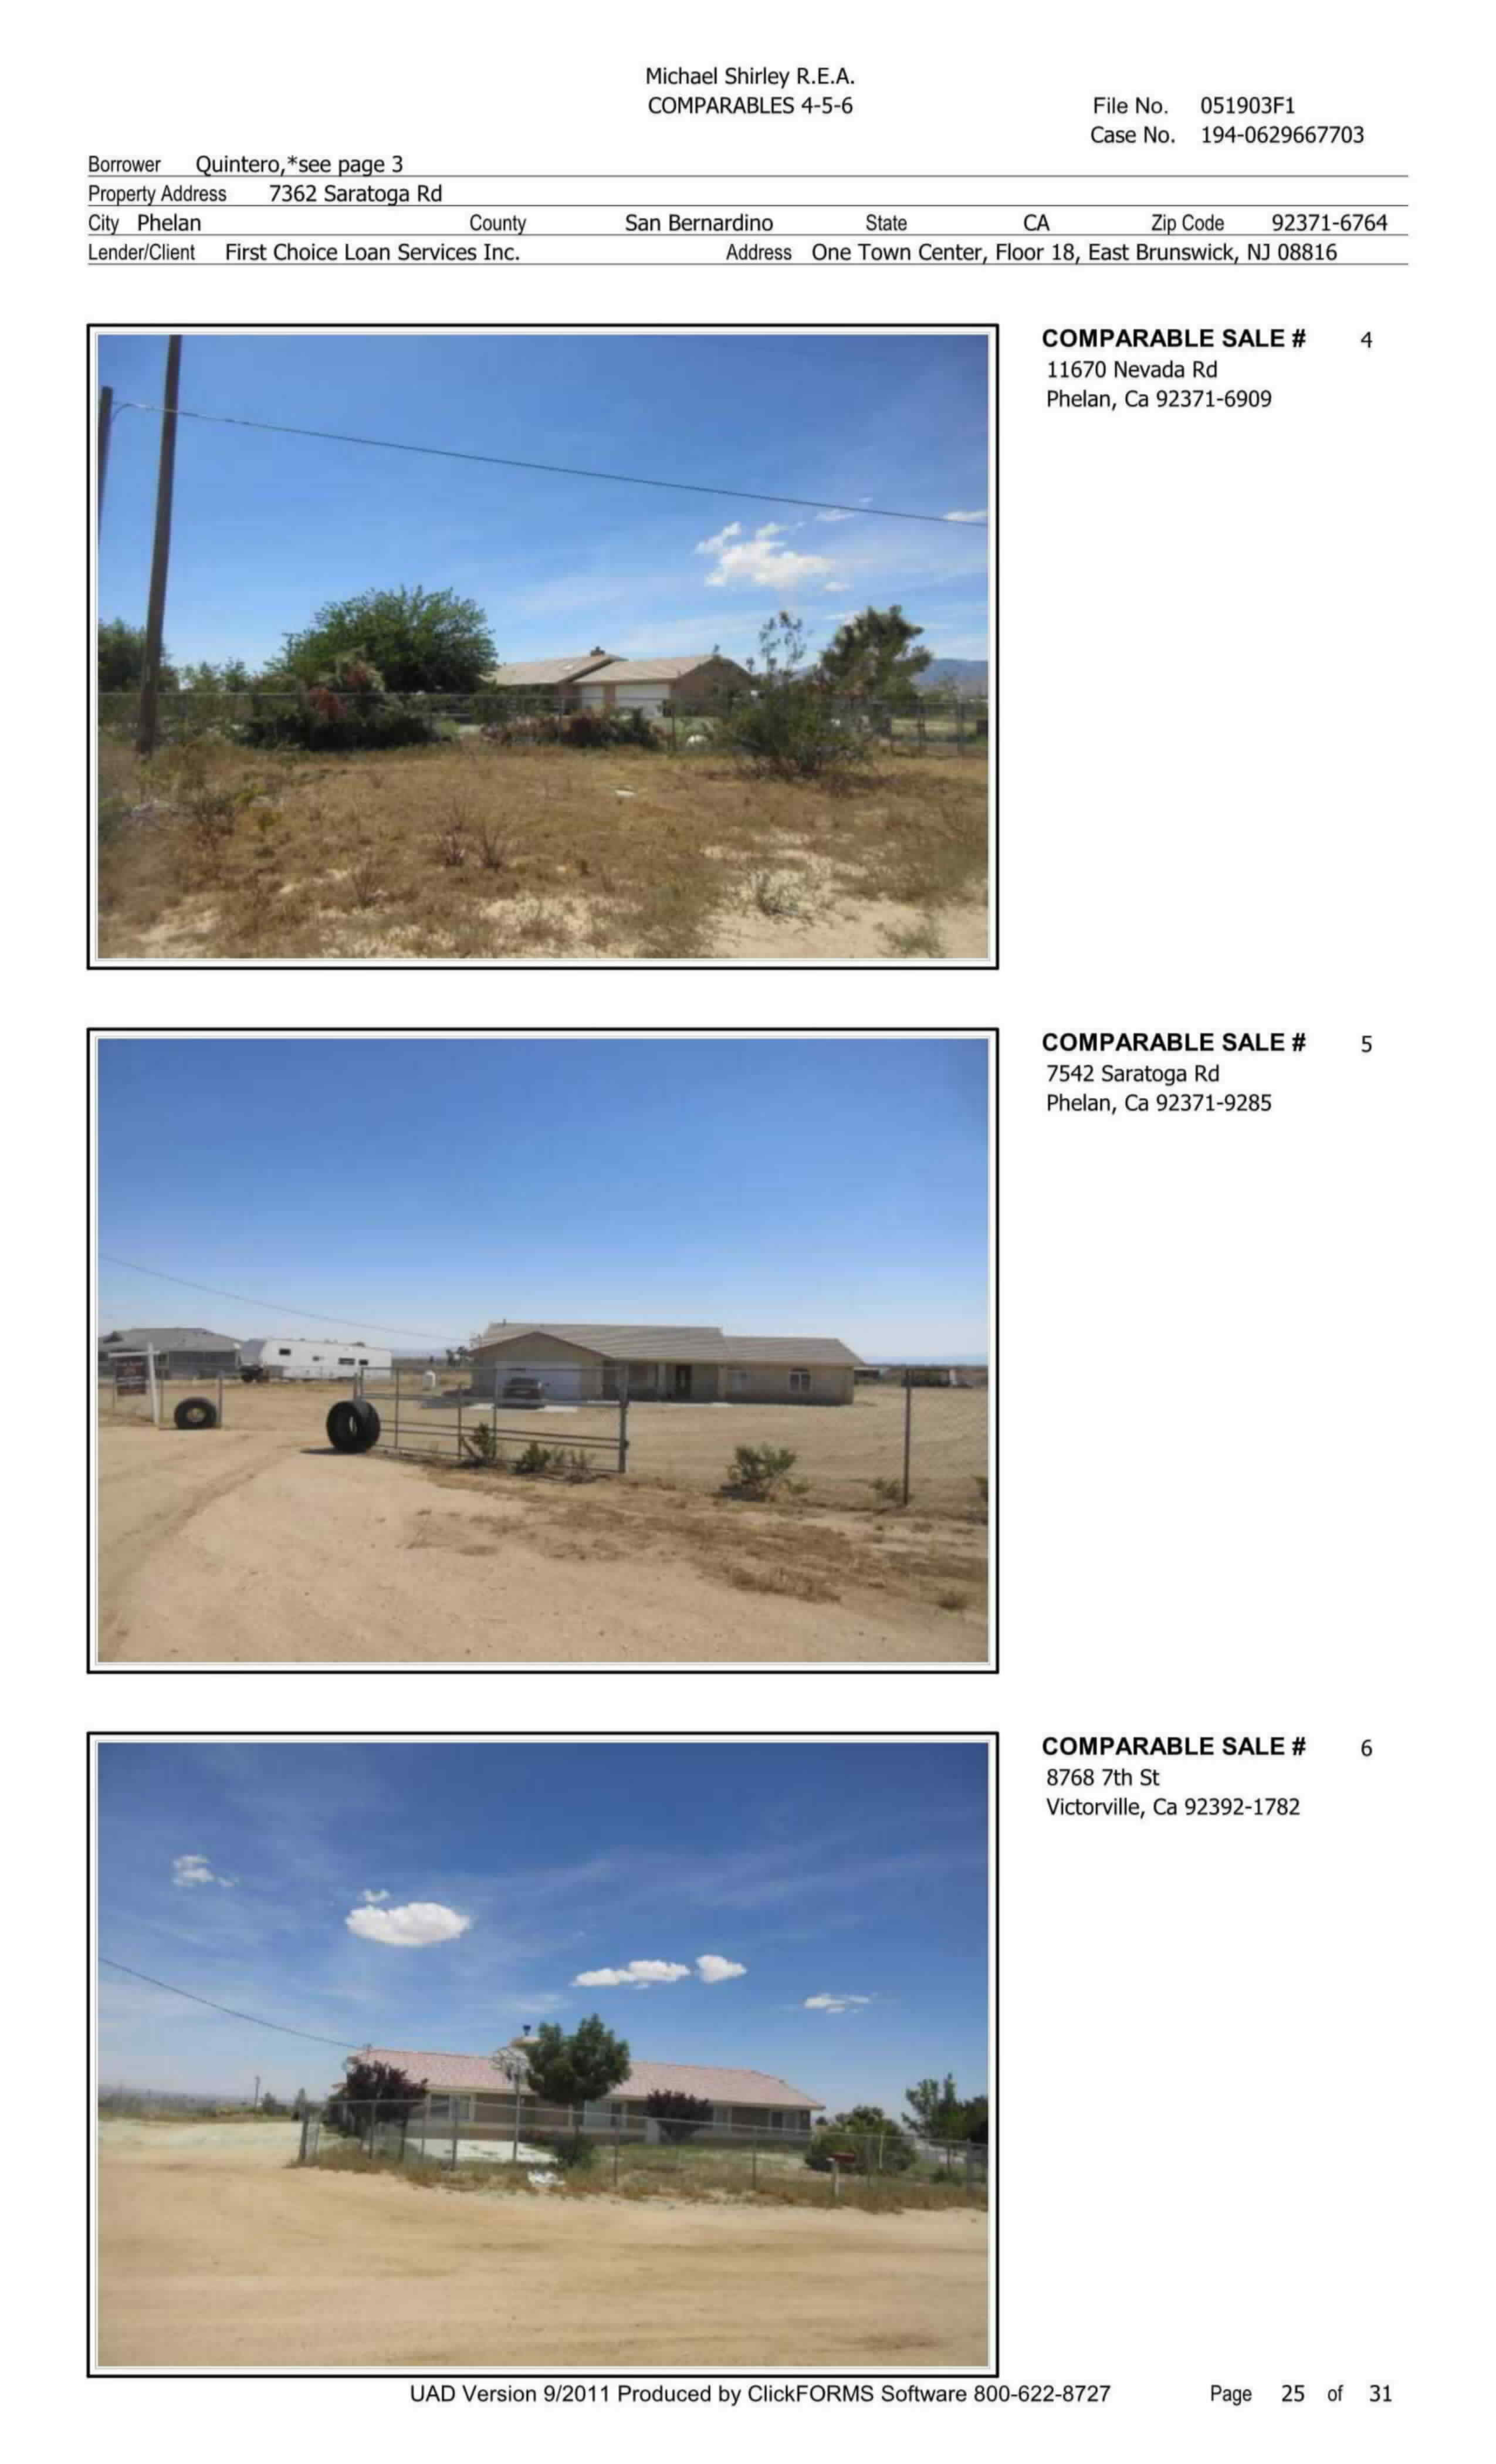 Michael Shirley R.E.A.
COMPARABLES 4-5-6
File No. 051903F1
Case No. 194-0629667703
Borrower Quintero,*see page 3
Property Address 7362 Saratoga Rd
City Phelan County San Bernardino State CA Zip Code 92371-6764
Lender/Client First Choice Loan Services Inc. Address One Town Center, Floor 18, East Brunswick, NJ 08816
COMPARABLE SALE # 4
11670 Nevada Rd
Phelan, Ca 92371-6909
COMPARABLE SALE # 5
7542 Saratoga Rd
Phelan, Ca 92371-9285
COMPARABLE SALE # 6
8768 7th St
Victorville, Ca 92392-1782
UAD Version 9/2011 Produced by ClickFORMS Software 800-622-8727 Page 25 of 31